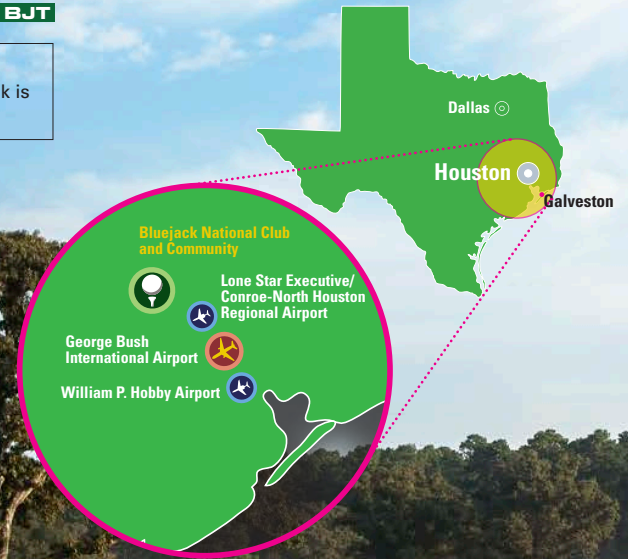 BJT
k is
Dallas
Houston
Galveston
Bluejack National Club
and Community
Lone Star Executive/
Conroe-North Houston
Regional Airport
George Bush
International Airport
William P. Hobby Airport